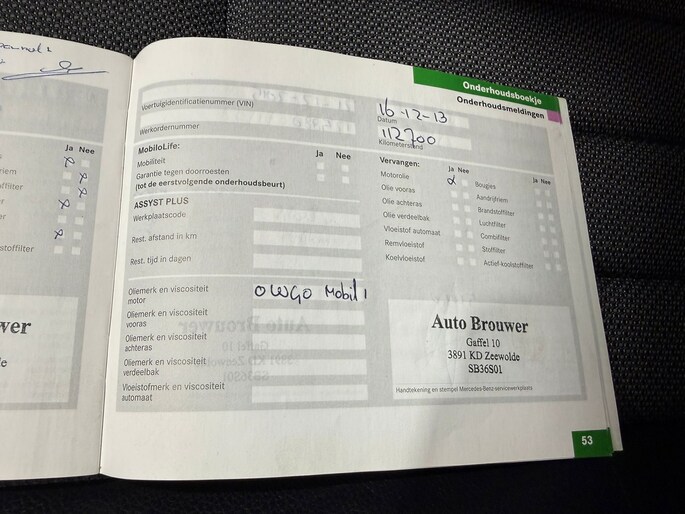 Ja Nee
stoffilter
Onderhoudsboekje
Onderhoudsmeldingen
Voertuigidentificatienummer (VIN)
16-12-13
Datum
Werkordernummer
112700
Kilometerstand
MobiloLife:
Ja Nee
Mobiliteit
Garantie tegen doorroesten
(tot de eerstvolgende onderhoudsbeurt)
ASSYST PLUS
Werkplaatscode
Rest. afstand in km
Rest. tijd in dagen
Vervangen:
Ja Nee
Motorolie
Olie vooras
Olie achteras
Olie verdeelbak
Vloeistof automaat
Remvloeistof
Koelvloeistof
Ja Nee
Bougies
Aandrijfriem
Brandstoffilter
Luchtfilter
Combifilter
Stoffilter
Actief-koolstoffilter
Oliemerk en viscositeit
motor
OW40 Mobil 1
Oliemerk en viscositeit
vooras
Oliemerk en viscositeit
achteras
Oliemerk en viscositeit
verdeelbak
Vloeistofmerk en viscositeit
automaat
Auto Brouwer
Gaffel 10
3891 KD Zeewolde
SB36S01
Handtekening en stempel Mercedes-Benz-servicewerkplaats
53